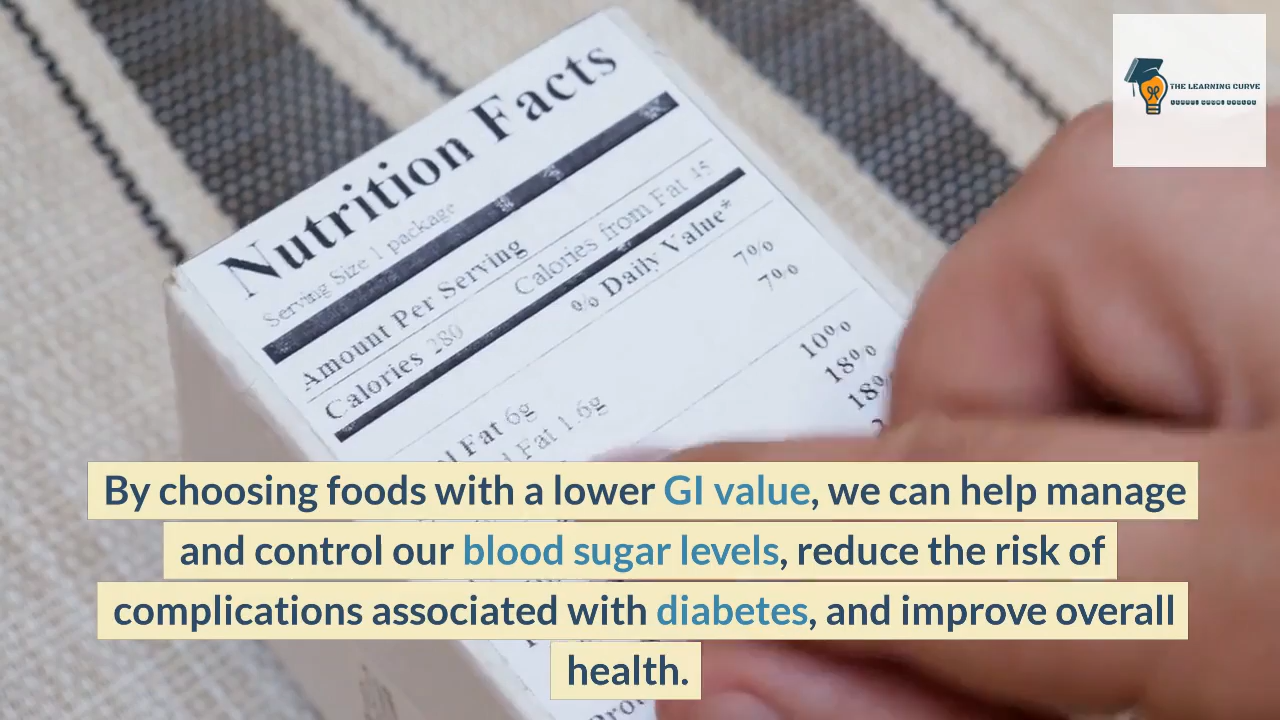 THE LEARNING CURVE
Nutrition Facts
Serving Size 1 package
Amount Per Serving
Calories 280 Calories from Fat 45
% Daily Value*
Fat 6g 7%
Fat 1.6g 7%
10%
18%
18%
By choosing foods with a lower GI value, we can help manage
and control our blood sugar levels, reduce the risk of
complications associated with diabetes, and improve overall
health.